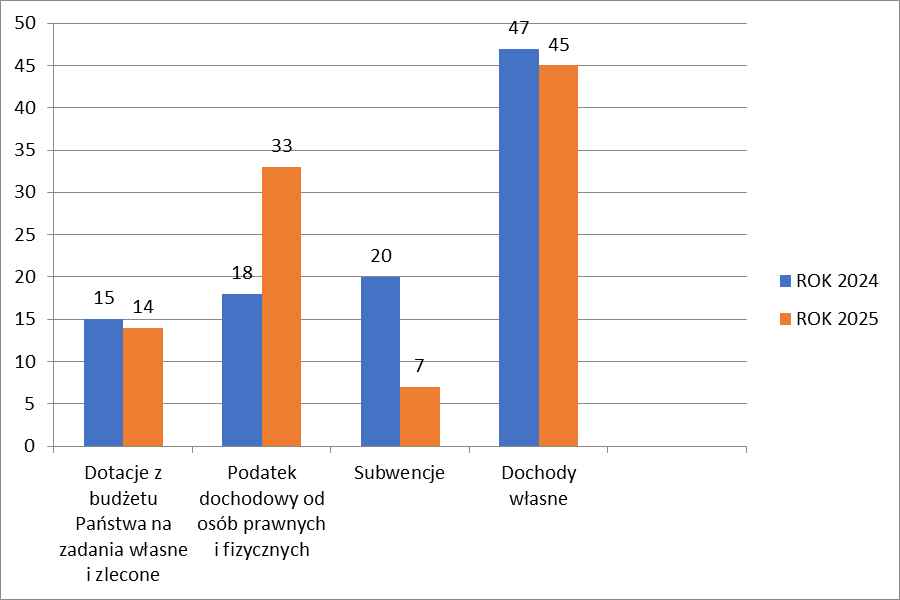 50
45
40
35
30
25
20
15
10
5
0
15
14
18
33
20
7
47
45
Dotacje z
budżetu
Państwa na
zadania własne
i zlecone
Podatek
dochodowy od
osób prawnych
i fizycznych
Subwencje
Dochody
własne
ROK 2024
ROK 2025